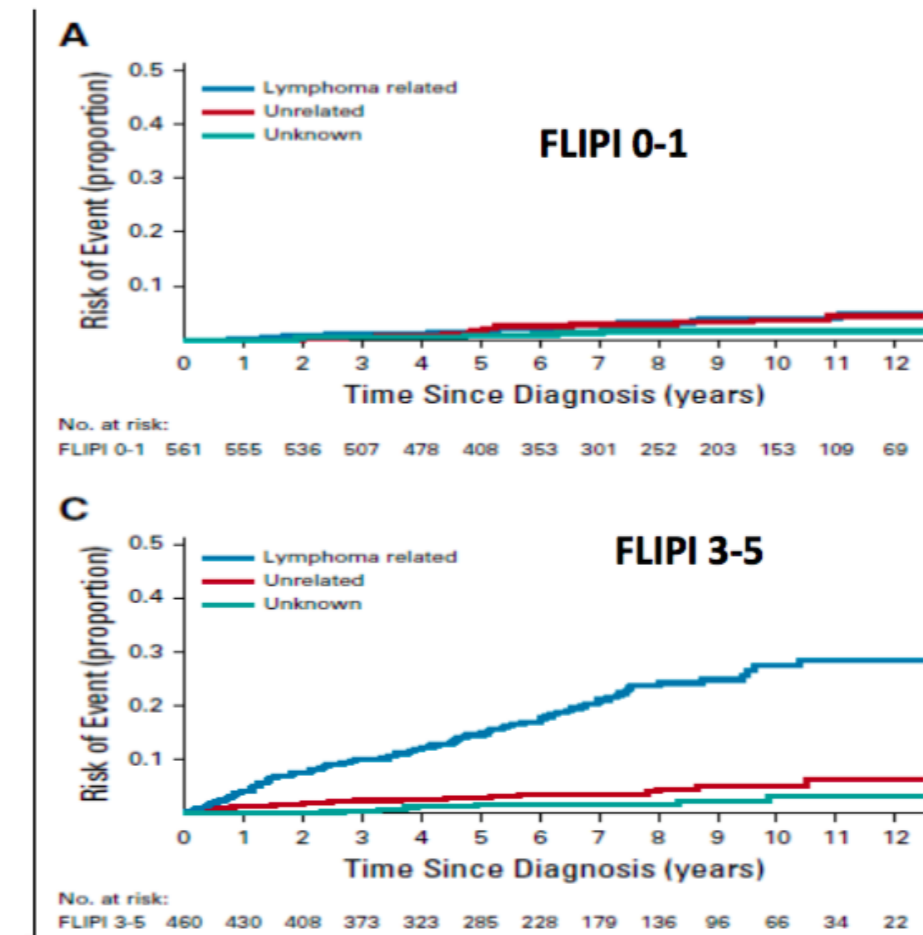 A
Risk of Event (proportion)
0.5
0.4
0.3
0.2
0.1
Lymphoma related
Unrelated
Unknown
FLIPI 0-1
0 1 2 3 4 5 6 7 8 9 10 11 12
Time Since Diagnosis (years)
No. at risk:
FLIPI 0-1 561 555 536 507 478 408 353 301 252 203 153 109 69
C
Risk of Event (proportion)
0.5
0.4
0.3
0.2
0.1
Lymphoma related
Unrelated
Unknown
FLIPI 3-5
0 1 2 3 4 5 6 7 8 9 10 11 12
Time Since Diagnosis (years)
No. at risk:
FLIPI 3-5 460 430 408 373 323 285 228 179 136 96 66 34 22